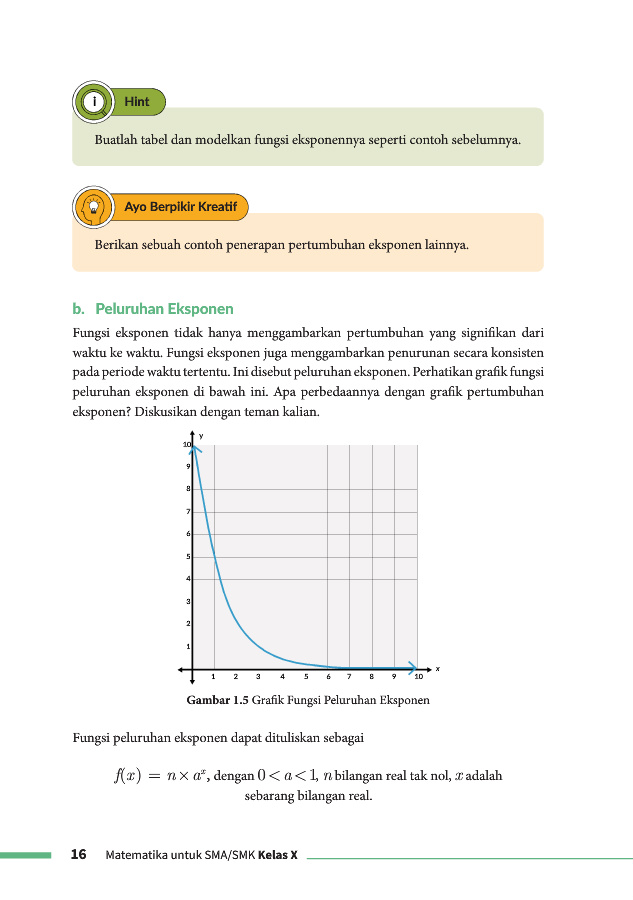 i
Hint
Buatlah tabel dan modelkan fungsi eksponennya seperti contoh sebelumnya.
Ayo Berpikir Kreatif
Berikan sebuah contoh penerapan pertumbuhan eksponen lainnya.
b. Peluruhan Eksponen
Fungsi eksponen tidak hanya menggambarkan pertumbuhan yang signifikan dari
waktu ke waktu. Fungsi eksponen juga menggambarkan penurunan secara konsisten
pada periode waktu tertentu. Ini disebut peluruhan eksponen. Perhatikan grafik fungsi
peluruhan eksponen di bawah ini. Apa perbedaannya dengan grafik pertumbuhan
eksponen? Diskusikan dengan teman kalian.
y
10
9
8
7
6
5
4
3
2
1
1 2 3 4 5 6 7 8 9 10
x
Gambar 1.5 Grafik Fungsi Peluruhan Eksponen
Fungsi peluruhan eksponen dapat dituliskan sebagai
f(x) = n × aˣ, dengan 0 < a < 1, n bilangan real tak nol, x adalah
sebarang bilangan real.
16 Matematika untuk SMA/SMK Kelas X